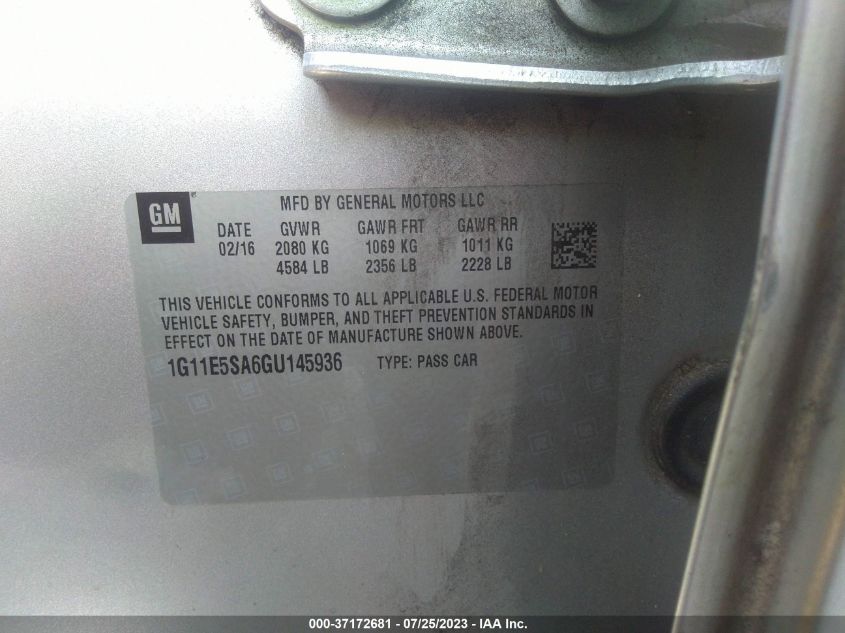 GM
MFD BY GENERAL MOTORS LLC
DATE GVWR GAWR FRT GAWR RR
02/16 2080 KG 1069 KG 1011 KG
4584 LB 2356 LB 2228 LB
THIS VEHICLE CONFORMS TO ALL APPLICABLE U.S. FEDERAL MOTOR
VEHICLE SAFETY, BUMPER, AND THEFT PREVENTION STANDARDS IN
EFFECT ON THE DATE OF MANUFACTURE SHOWN ABOVE.
1G11E5SA6GU145936 TYPE: PASS CAR
000-37172681 - 07/25/2023 - IAA Inc.